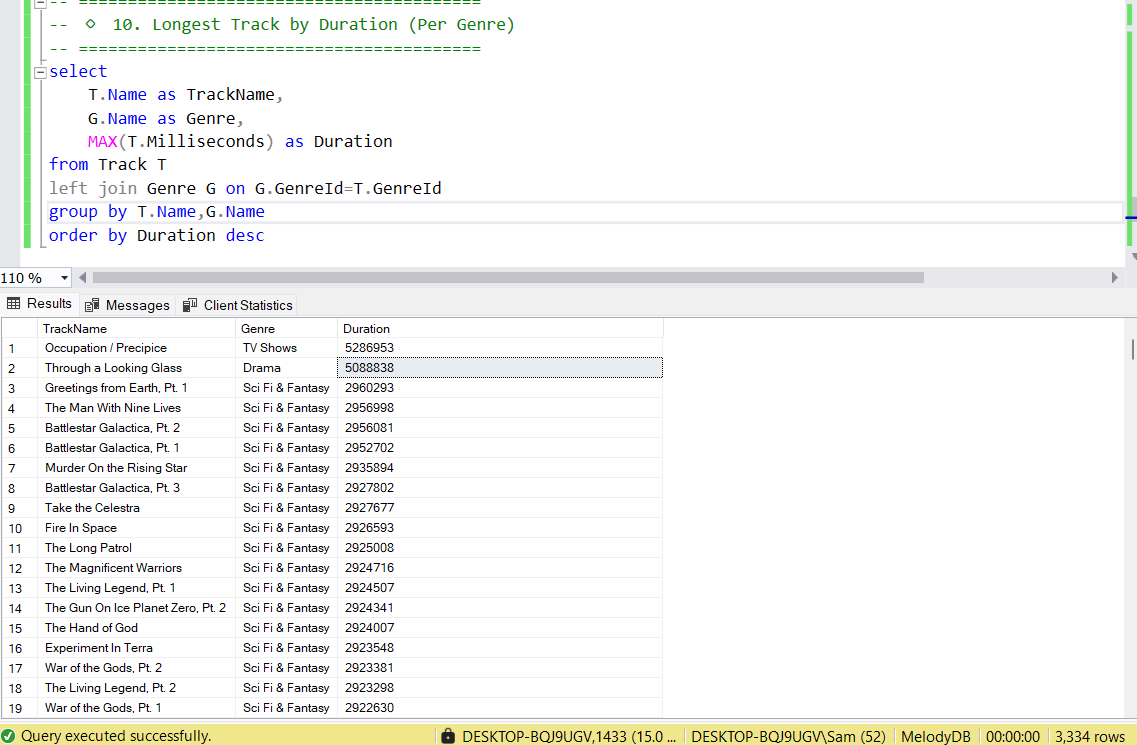 -- =========================================
-- ◇ 10. Longest Track by Duration (Per Genre)
-- =========================================
select
T.Name as TrackName,
G.Name as Genre,
MAX(T.Milliseconds) as Duration
from Track T
left join Genre G on G.GenreId=T.GenreId
group by T.Name,G.Name
order by Duration desc
110 %
Results Messages Client Statistics
TrackName Genre Duration
1 Occupation / Precipice TV Shows 5286953
2 Through a Looking Glass Drama 5088838
3 Greetings from Earth, Pt. 1 Sci Fi & Fantasy 2960293
4 The Man With Nine Lives Sci Fi & Fantasy 2956998
5 Battlestar Galactica, Pt. 2 Sci Fi & Fantasy 2956081
6 Battlestar Galactica, Pt. 1 Sci Fi & Fantasy 2952702
7 Murder On the Rising Star Sci Fi & Fantasy 2935894
8 Battlestar Galactica, Pt. 3 Sci Fi & Fantasy 2927802
9 Take the Celestra Sci Fi & Fantasy 2927677
10 Fire In Space Sci Fi & Fantasy 2926593
11 The Long Patrol Sci Fi & Fantasy 2925008
12 The Magnificent Warriors Sci Fi & Fantasy 2924716
13 The Living Legend, Pt. 1 Sci Fi & Fantasy 2924507
14 The Gun On Ice Planet Zero, Pt. 2 Sci Fi & Fantasy 2924341
15 The Hand of God Sci Fi & Fantasy 2924007
16 Experiment In Terra Sci Fi & Fantasy 2923548
17 War of the Gods, Pt. 2 Sci Fi & Fantasy 2923381
18 The Living Legend, Pt. 2 Sci Fi & Fantasy 2923298
19 War of the Gods, Pt. 1 Sci Fi & Fantasy 2922630
Query executed successfully. DESKTOP-BQJ9UGV,1433 (15.0 ... DESKTOP-BQJ9UGV\Sam (52) MelodyDB 00:00:00 3,334 rows